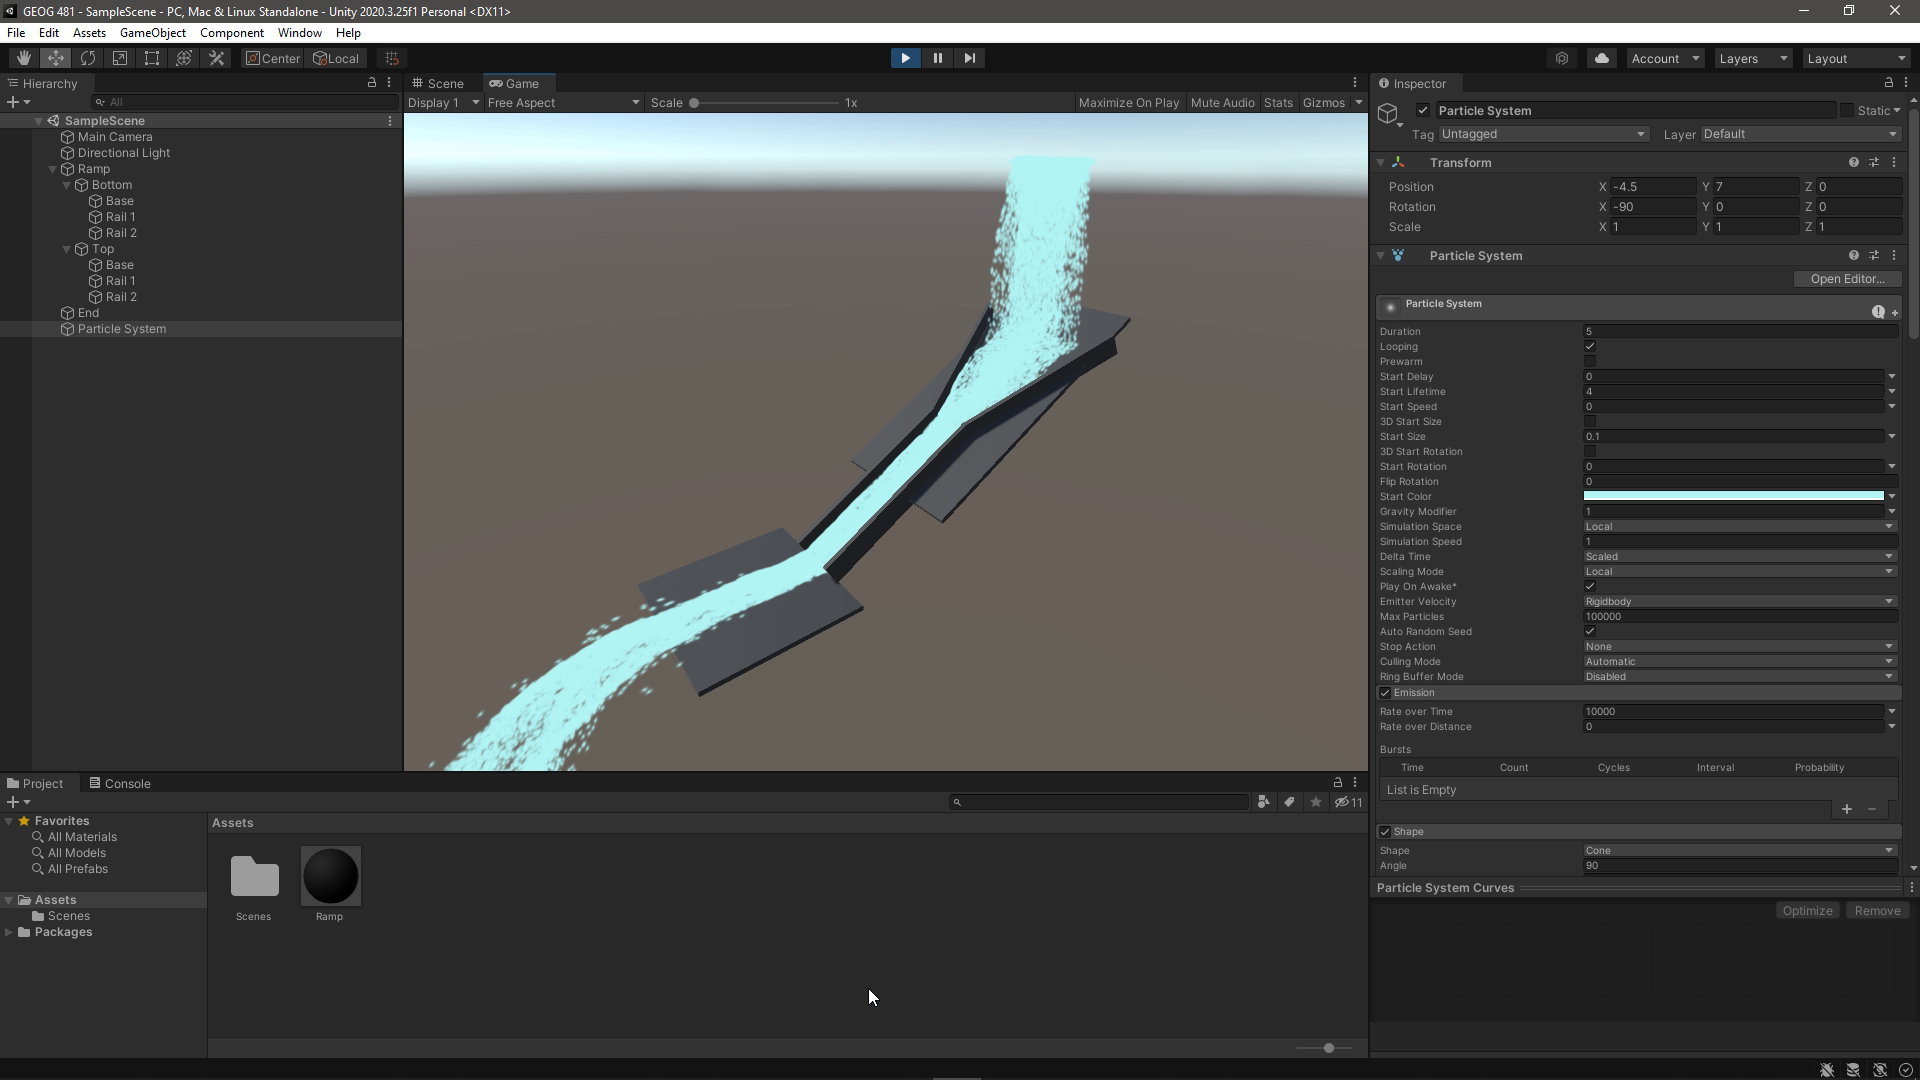 GEOG 481 - SampleScene - PC, Mac & Linux Standalone - Unity 2020.3.25f1 Personal <DX11>
File Edit Assets GameObject Component Window Help
Center Local Account Layers Layout
Hierarchy
All
SampleScene
Main Camera
Directional Light
Ramp
Bottom
Base
Rail 1
Rail 2
Top
Base
Rail 1
Rail 2
End
Particle System
Scene Game
Display 1 Free Aspect Scale 1x Maximize On Play Mute Audio Stats Gizmos
Inspector
Particle System Static
Tag Untagged Layer Default
Transform
Position X -4.5 Y 7 Z 0
Rotation X -90 Y 0 Z 0
Scale X 1 Y 1 Z 1
Particle System
Open Editor...
Particle System
Duration 5
Looping
Prewarm
Start Delay 0
Start Lifetime 4
Start Speed 0
3D Start Size
Start Size 0.1
3D Start Rotation
Start Rotation 0
Flip Rotation 0
Start Color
Gravity Modifier 1
Simulation Space Local
Simulation Speed 1
Delta Time Scaled
Scaling Mode Local
Play On Awake*
Emitter Velocity Rigidbody
Max Particles 100000
Auto Random Seed
Stop Action None
Culling Mode Automatic
Ring Buffer Mode Disabled
Emission
Rate over Time 10000
Rate over Distance 0
Bursts
Time Count Cycles Interval Probability
List is Empty
Shape
Shape Cone
Angle 90
Particle System Curves
Optimize Remove
Project Console
11
Favorites
All Materials
All Models
All Prefabs
Assets
Scenes
Packages
Assets
Scenes Ramp